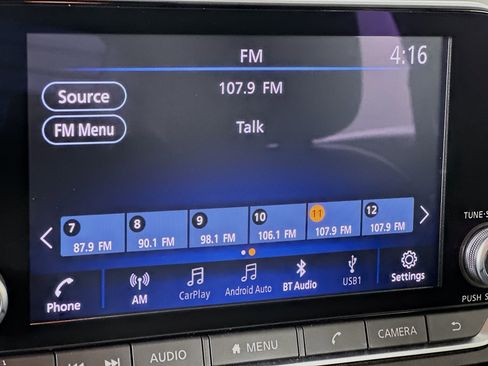 FM
4:16
Source
107.9 FM
FM Menu
Talk
7 8 9 10 11 12
87.9 FM 90.1 FM 98.1 FM 106.1 FM 107.9 FM 107.9 FM
Phone AM CarPlay Android Auto BT Audio USB1 Settings
TUNE·S
PUSH S
AUDIO MENU CAMERA